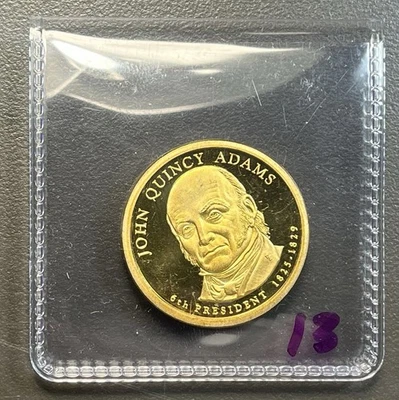 JOHN QUINCY ADAMS
6th PRESIDENT 1825-1829
13